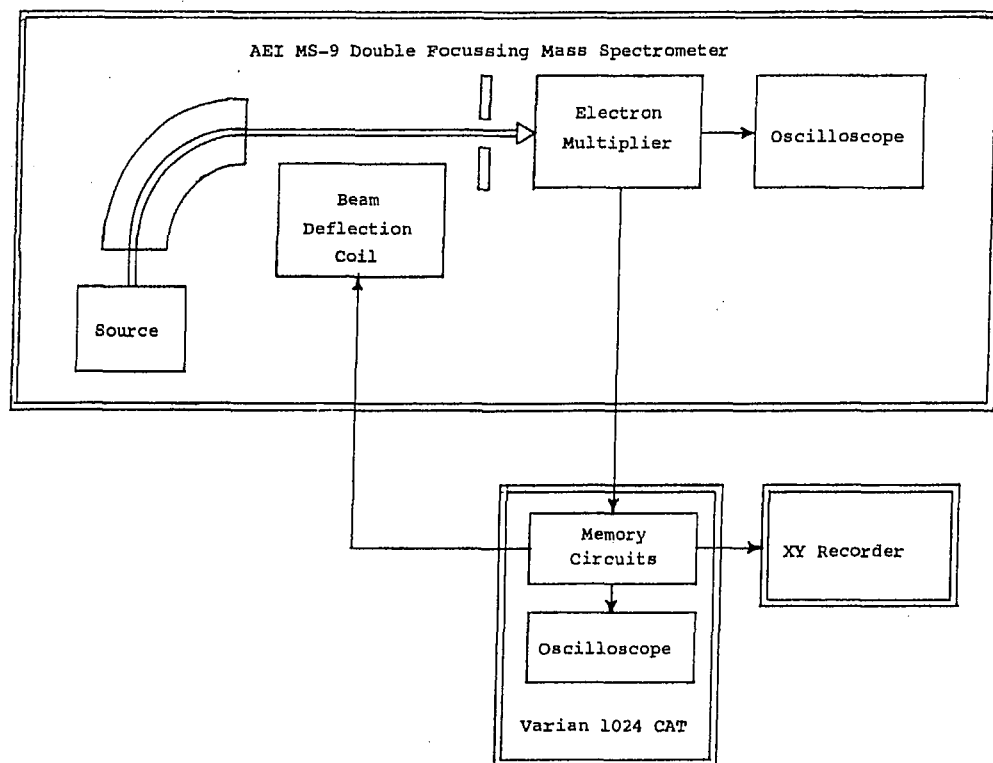 AEI MS-9 Double Focussing Mass Spectrometer
Electron
Multiplier
Oscilloscope
Beam
Deflection
Coil
Source
Memory
Circuits
XY Recorder
Oscilloscope
Varian 1024 CAT